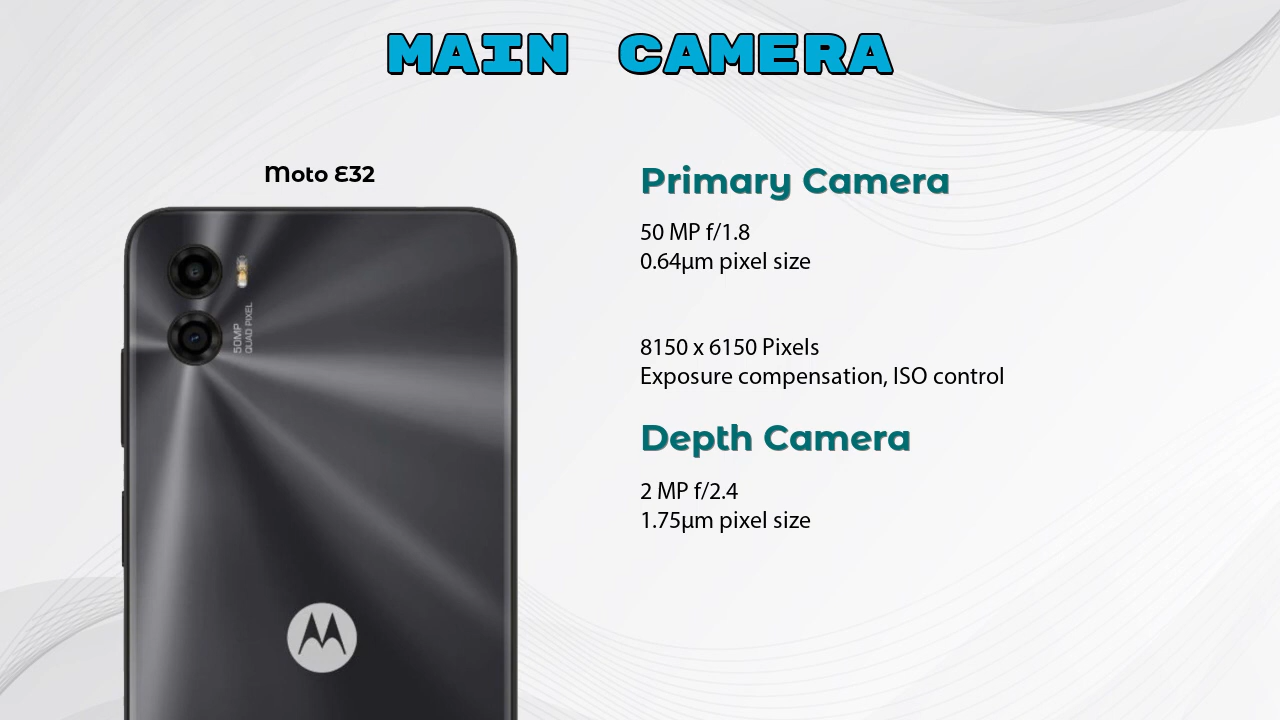 MAIN CAMERA
Moto E32
50MP
QUAD PIXEL
Primary Camera
50 MP f/1.8
0.64µm pixel size
8150 x 6150 Pixels
Exposure compensation, ISO control
Depth Camera
2 MP f/2.4
1.75µm pixel size